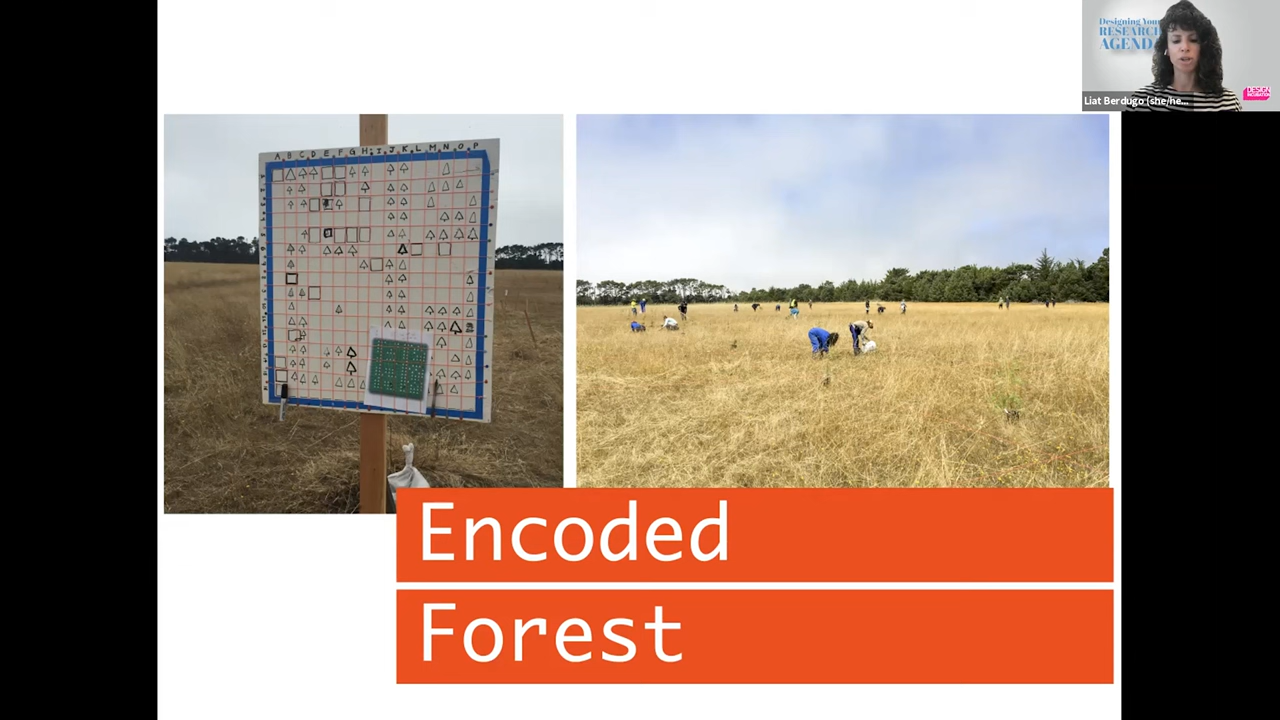 Designing Your
RESEARCH
AGENDA
Liat Berdugo (she/he...
A B C D E F G H I J K L M N O P
Encoded
Forest